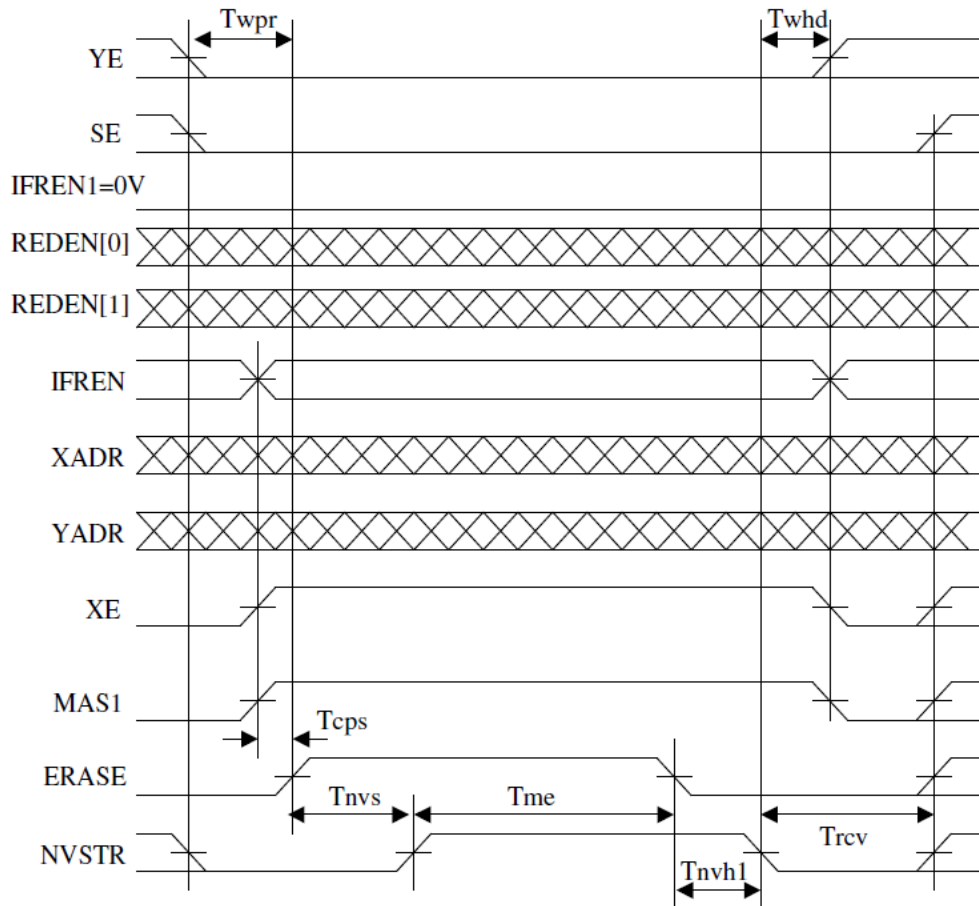 Twpr
Twhd
YE
SE
IFREN1=0V
REDEN[0]
REDEN[1]
IFREN
XADR
YADR
XE
MAS1
Tcps
ERASE
Tnvs
Tme
Trcv
NVSTR
Tnvh1